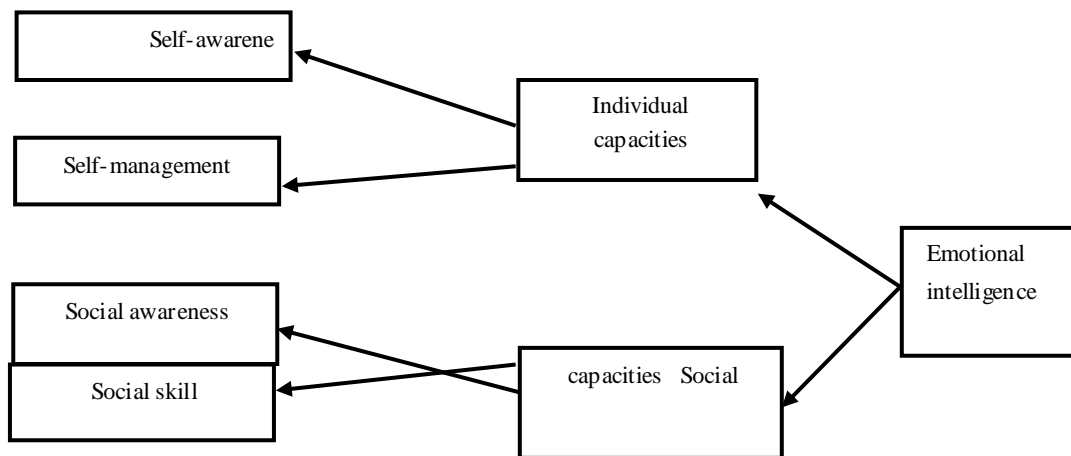 Self-awarene
Individual
capacities
Self-management
Emotional
intelligence
Social awareness
capacities Social
Social skill